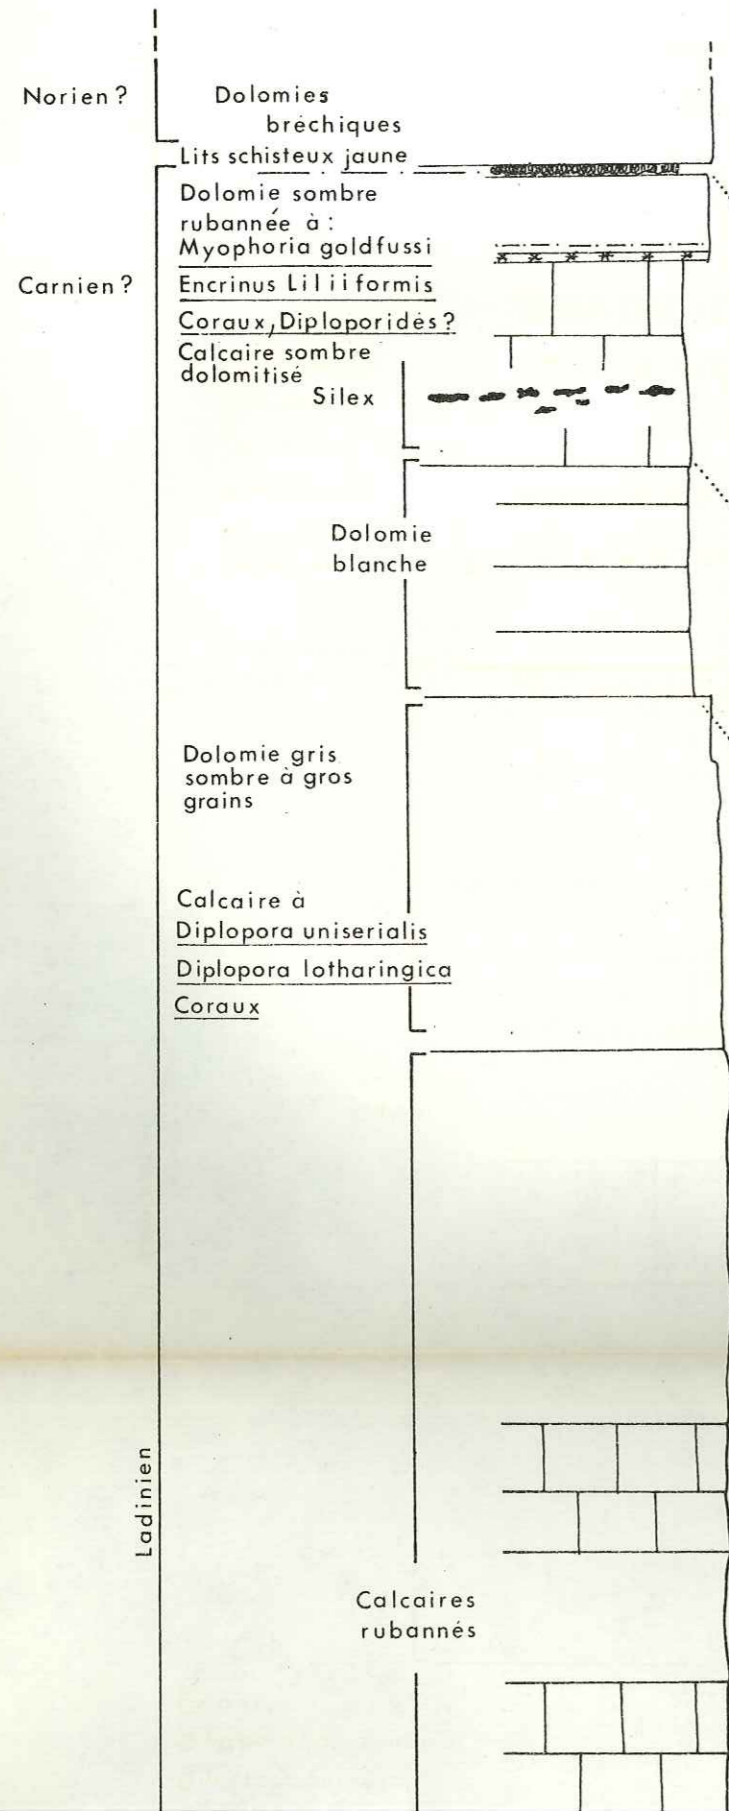 Norien ?
Dolomies
bréchiques
Lits schisteux jaune
Dolomie sombre
rubannée à :
Myophoria goldfussi
Carnien ?
Encrinus Liliiformis
Coraux, Diploporidés ?
Calcaire sombre
dolomitisé
Silex
Dolomie
blanche
Dolomie gris
sombre à gros
grains
Calcaire à
Diplopora uniserialis
Diplopora lotharingica
Coraux
Ladinien
Calcaires
rubannés